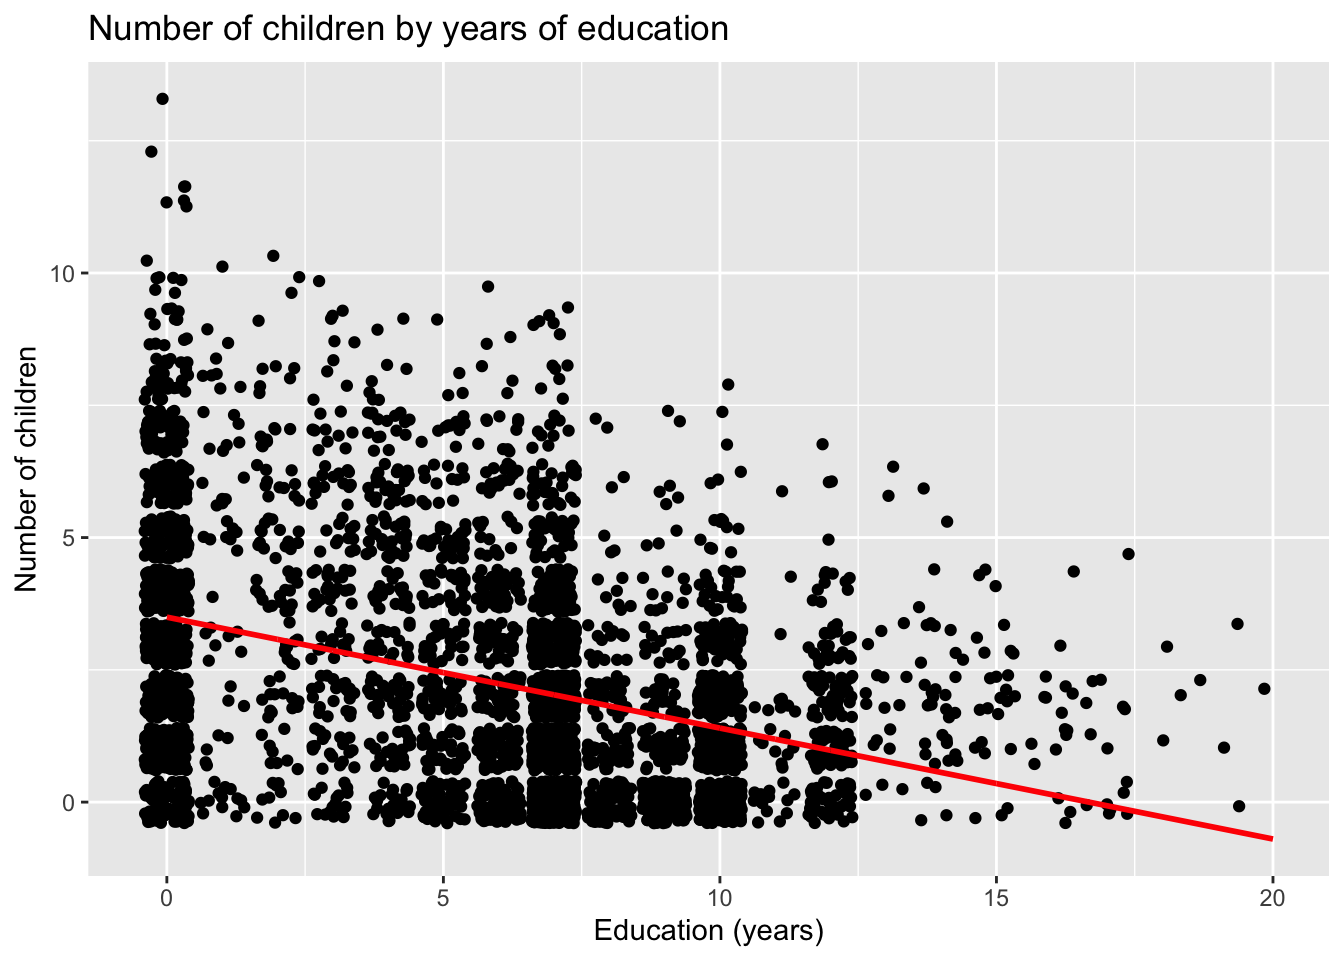 Number of children by years of education
Number of children
10
5
0
0 5 10 15 20
Education (years)